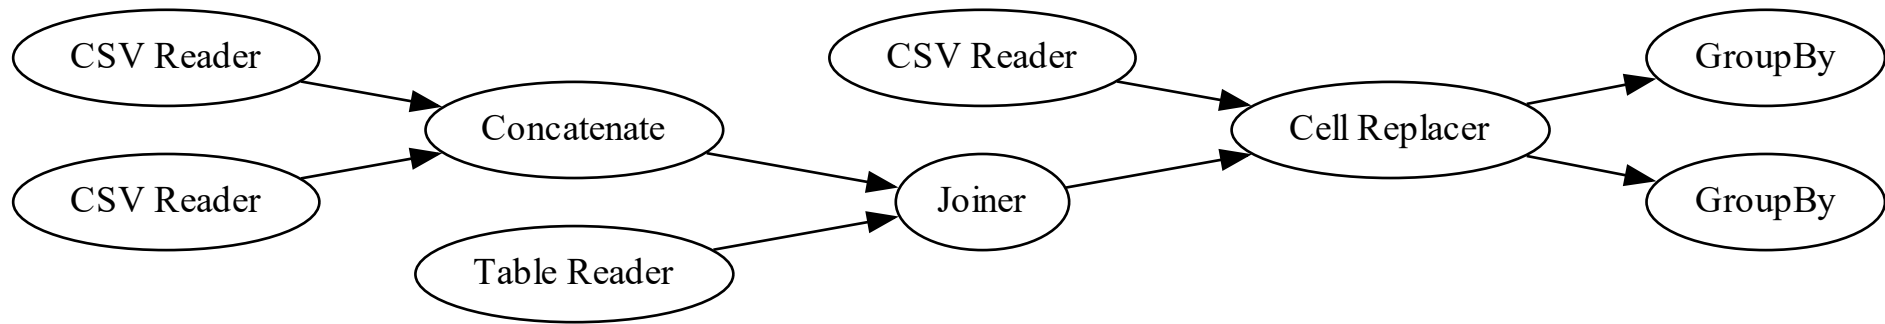 CSV Reader
CSV Reader
GroupBy
Concatenate
Cell Replacer
CSV Reader
Joiner
GroupBy
Table Reader